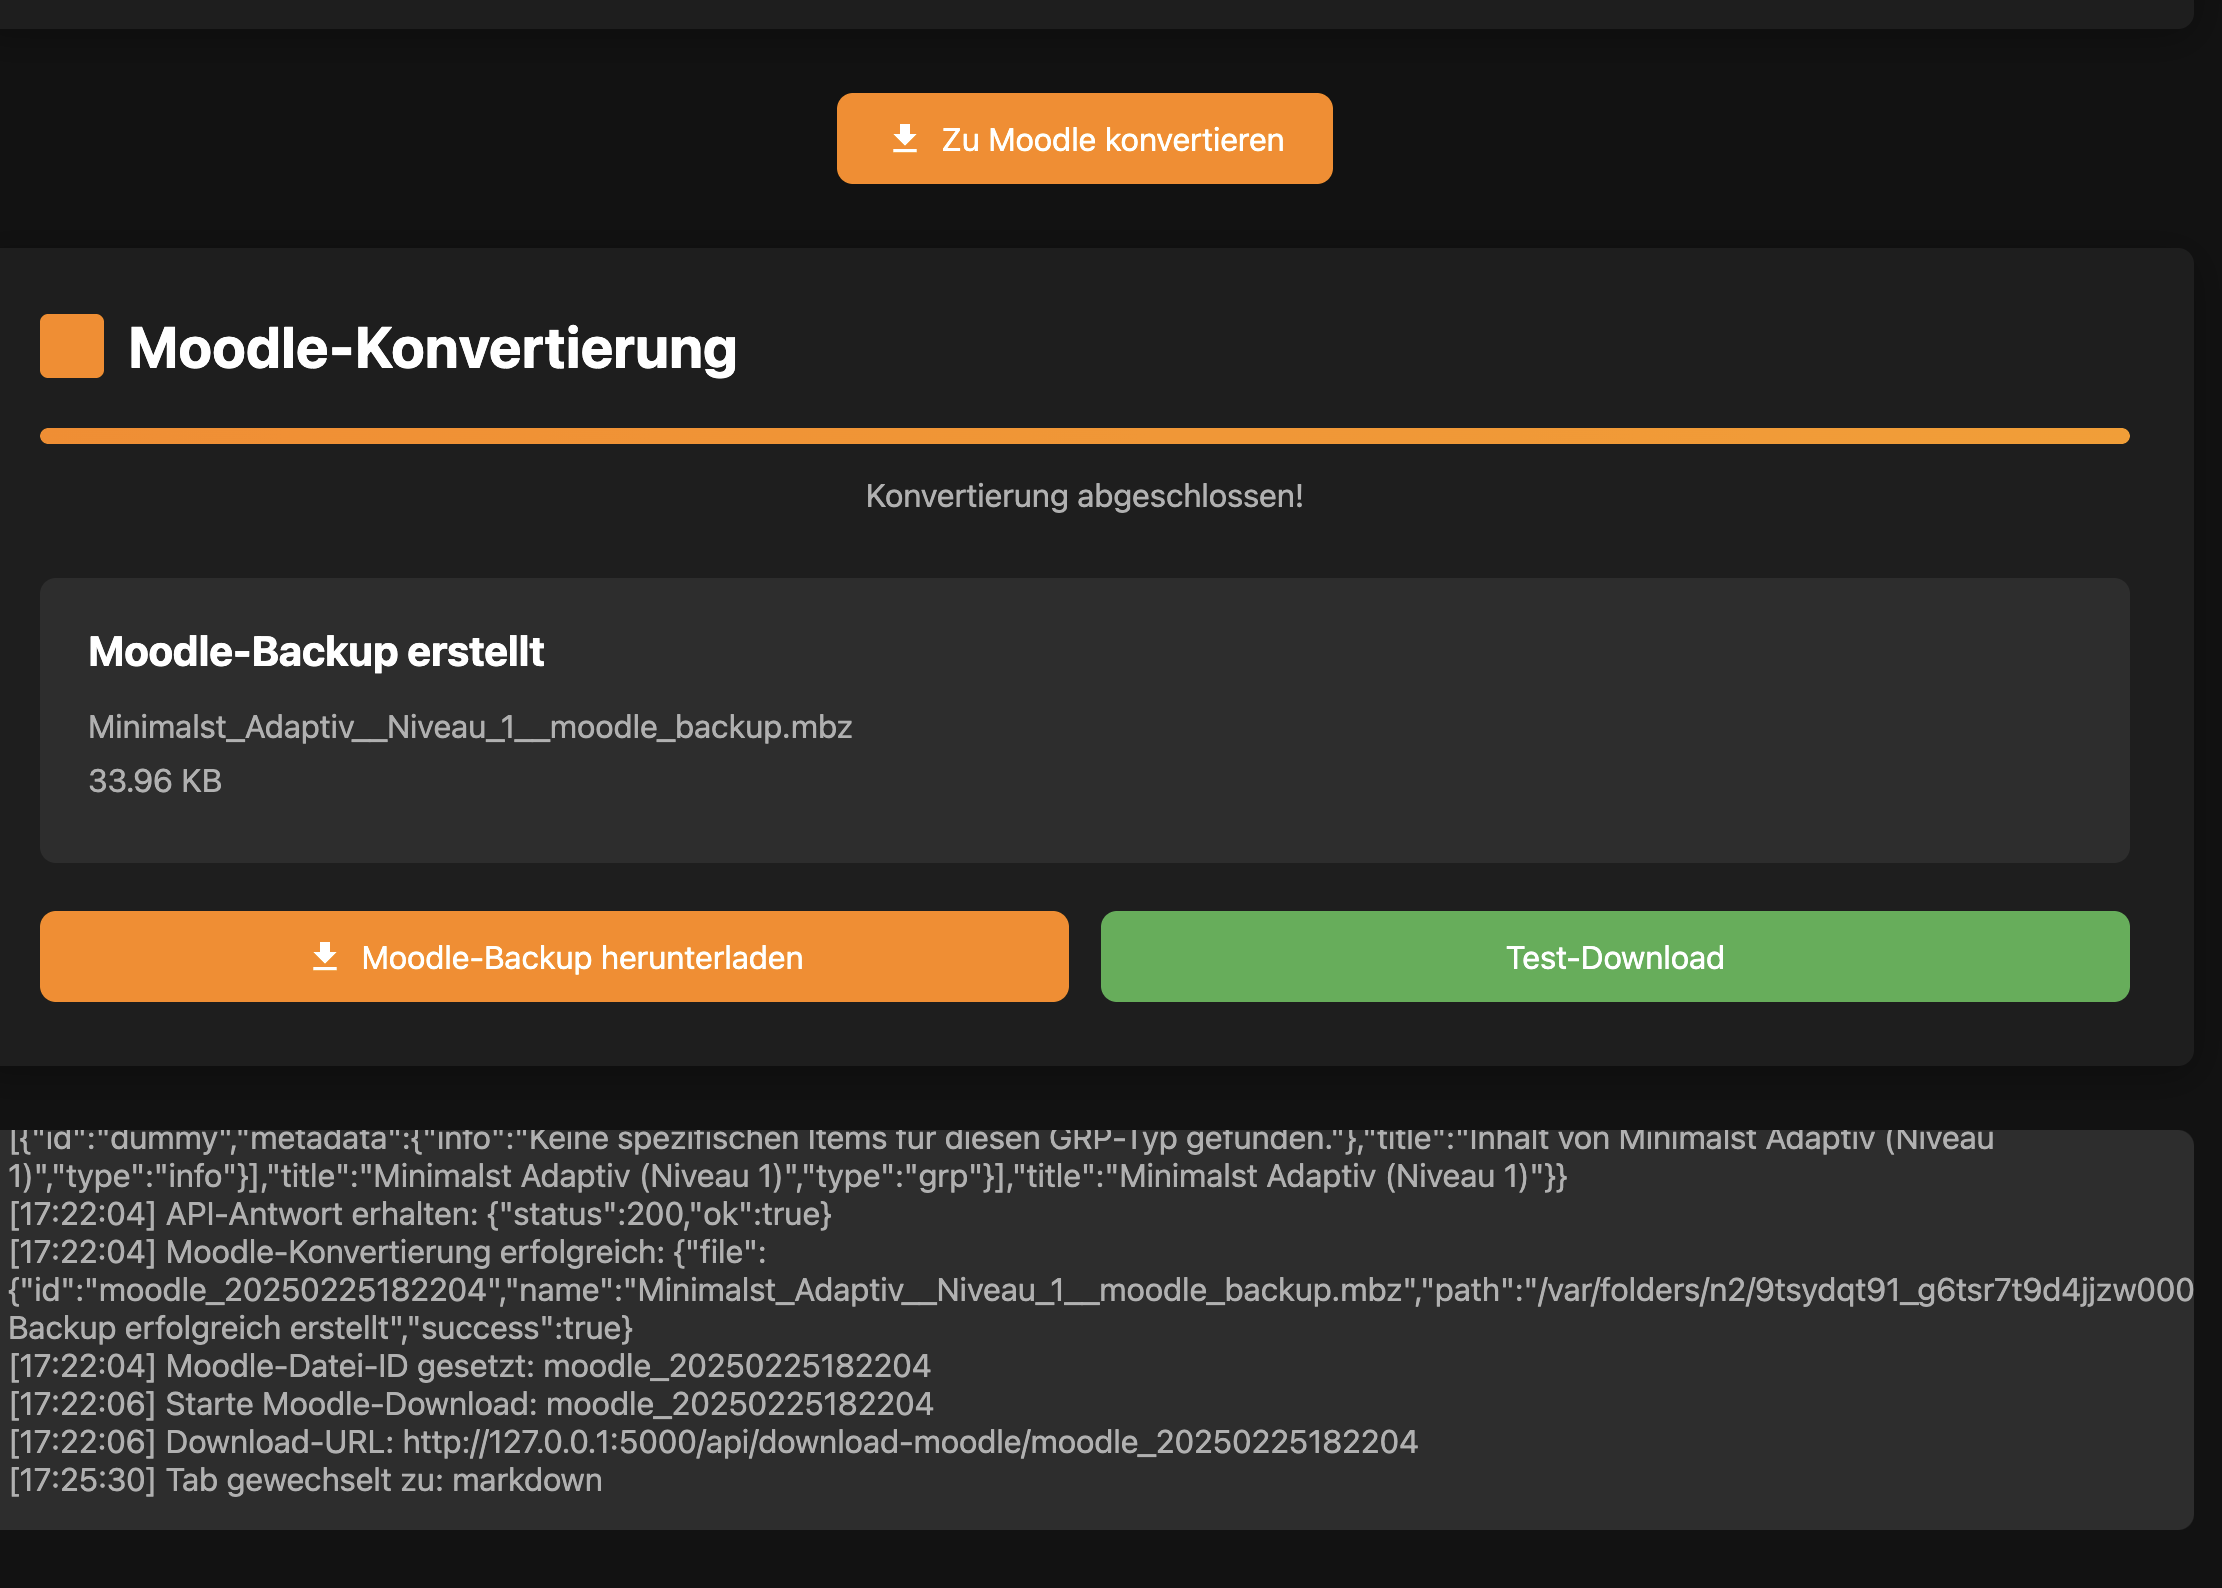 Zu Moodle konvertieren
Moodle-Konvertierung
Konvertierung abgeschlossen!
Moodle-Backup erstellt
Minimalst_Adaptiv__Niveau_1__moodle_backup.mbz
33.96 KB
Moodle-Backup herunterladen
Test-Download
[{"id":"dummy","metadata":{"info":"Keine spezifischen Items für diesen GRP-Typ gefunden."},"title":"Inhalt von Minimalst Adaptiv (Niveau
1)","type":"info"}],"title":"Minimalst Adaptiv (Niveau 1)","type":"grp"}],"title":"Minimalst Adaptiv (Niveau 1)"}}
[17:22:04] API-Antwort erhalten: {"status":200,"ok":true}
[17:22:04] Moodle-Konvertierung erfolgreich: {"file":
{"id":"moodle_20250225182204","name":"Minimalst_Adaptiv__Niveau_1__moodle_backup.mbz","path":"/var/folders/n2/9tsydqt91_g6tsr7t9d4jjzw000
Backup erfolgreich erstellt","success":true}
[17:22:04] Moodle-Datei-ID gesetzt: moodle_20250225182204
[17:22:06] Starte Moodle-Download: moodle_20250225182204
[17:22:06] Download-URL: http://127.0.0.1:5000/api/download-moodle/moodle_20250225182204
[17:25:30] Tab gewechselt zu: markdown